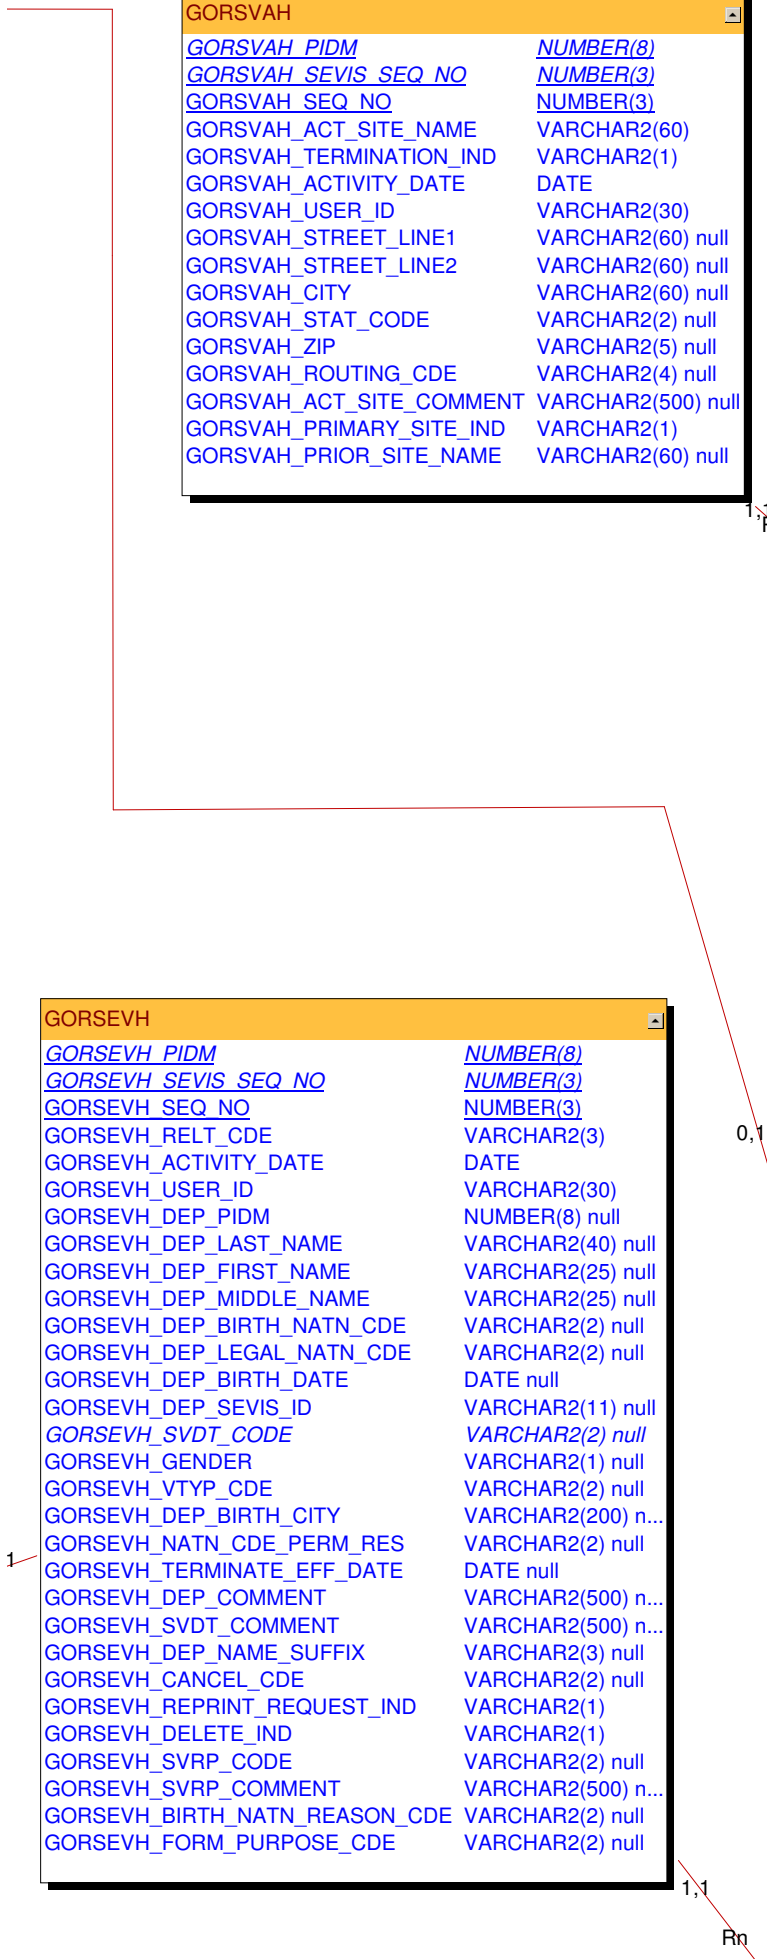 GORSVAH
GORSVAH_PIDM NUMBER(8)
GORSVAH_SEVIS_SEQ_NO NUMBER(3)
GORSVAH_SEQ_NO NUMBER(3)
GORSVAH_ACT_SITE_NAME VARCHAR2(60)
GORSVAH_TERMINATION_IND VARCHAR2(1)
GORSVAH_ACTIVITY_DATE DATE
GORSVAH_USER_ID VARCHAR2(30)
GORSVAH_STREET_LINE1 VARCHAR2(60) null
GORSVAH_STREET_LINE2 VARCHAR2(60) null
GORSVAH_CITY VARCHAR2(60) null
GORSVAH_STAT_CODE VARCHAR2(2) null
GORSVAH_ZIP VARCHAR2(5) null
GORSVAH_ROUTING_CDE VARCHAR2(4) null
GORSVAH_ACT_SITE_COMMENT VARCHAR2(500) null
GORSVAH_PRIMARY_SITE_IND VARCHAR2(1)
GORSVAH_PRIOR_SITE_NAME VARCHAR2(60) null
GORSEVH
GORSEVH_PIDM NUMBER(8)
GORSEVH_SEVIS_SEQ_NO NUMBER(3)
GORSEVH_SEQ_NO NUMBER(3)
GORSEVH_RELT_CDE VARCHAR2(3)
0,1
GORSEVH_ACTIVITY_DATE DATE
GORSEVH_USER_ID VARCHAR2(30)
GORSEVH_DEP_PIDM NUMBER(8) null
GORSEVH_DEP_LAST_NAME VARCHAR2(40) null
GORSEVH_DEP_FIRST_NAME VARCHAR2(25) null
GORSEVH_DEP_MIDDLE_NAME VARCHAR2(25) null
GORSEVH_DEP_BIRTH_NATN_CDE VARCHAR2(2) null
GORSEVH_DEP_LEGAL_NATN_CDE VARCHAR2(2) null
GORSEVH_DEP_BIRTH_DATE DATE null
GORSEVH_DEP_SEVIS_ID VARCHAR2(11) null
GORSEVH_SVDT_CODE VARCHAR2(2) null
GORSEVH_GENDER VARCHAR2(1) null
GORSEVH_VTYP_CDE VARCHAR2(2) null
GORSEVH_DEP_BIRTH_CITY VARCHAR2(200) n...
GORSEVH_NATN_CDE_PERM_RES VARCHAR2(2) null
1
GORSEVH_TERMINATE_EFF_DATE DATE null
GORSEVH_DEP_COMMENT VARCHAR2(500) n...
GORSEVH_SVDT_COMMENT VARCHAR2(500) n...
GORSEVH_DEP_NAME_SUFFIX VARCHAR2(3) null
GORSEVH_CANCEL_CDE VARCHAR2(2) null
GORSEVH_REPRINT_REQUEST_IND VARCHAR2(1)
GORSEVH_DELETE_IND VARCHAR2(1)
GORSEVH_SVRP_CODE VARCHAR2(2) null
GORSEVH_SVRP_COMMENT VARCHAR2(500) n...
GORSEVH_BIRTH_NATN_REASON_CDE VARCHAR2(2) null
GORSEVH_FORM_PURPOSE_CDE VARCHAR2(2) null
1,1
Rn